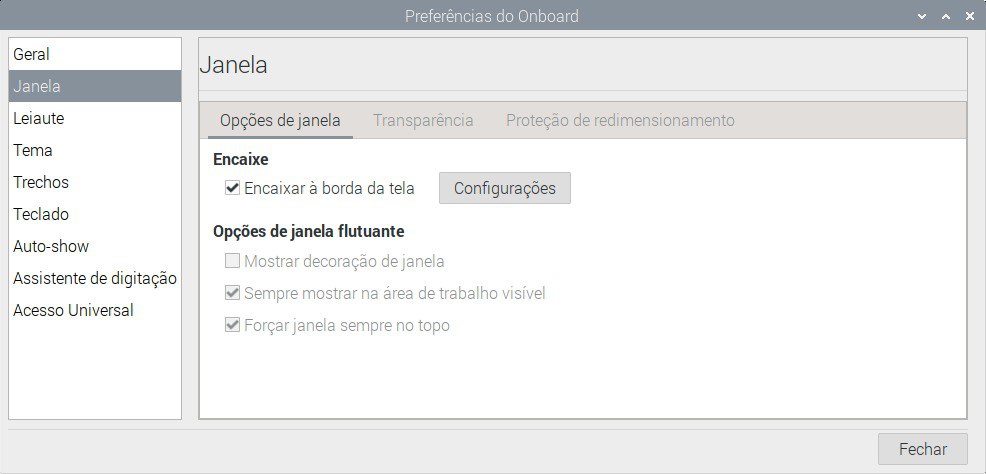 Preferências do Onboard
Geral
Janela
Leiaute
Tema
Trechos
Teclado
Auto-show
Assistente de digitação
Acesso Universal
Janela
Opções de janela Transparência Proteção de redimensionamento
Encaixe
Encaixar à borda da tela Configurações
Opções de janela flutuante
Mostrar decoração de janela
Sempre mostrar na área de trabalho visível
Forçar janela sempre no topo
Fechar